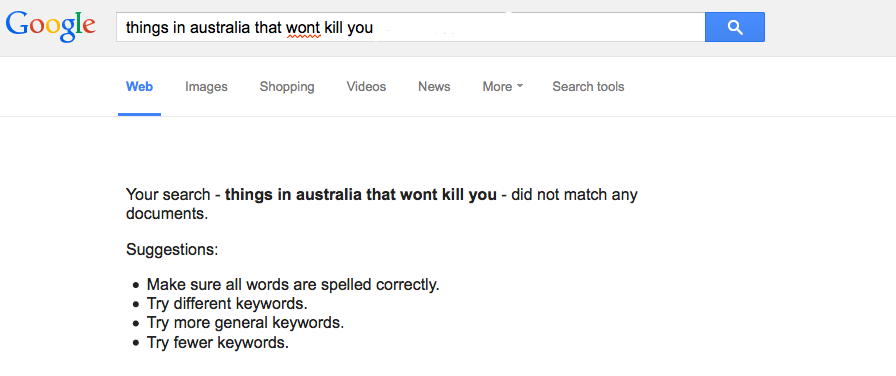 Google things in australia that wont kill you
Web Images Shopping Videos News More Search tools
Your search - things in australia that wont kill you - did not match any
documents.
Suggestions:
Make sure all words are spelled correctly.
Try different keywords.
Try more general keywords.
Try fewer keywords.